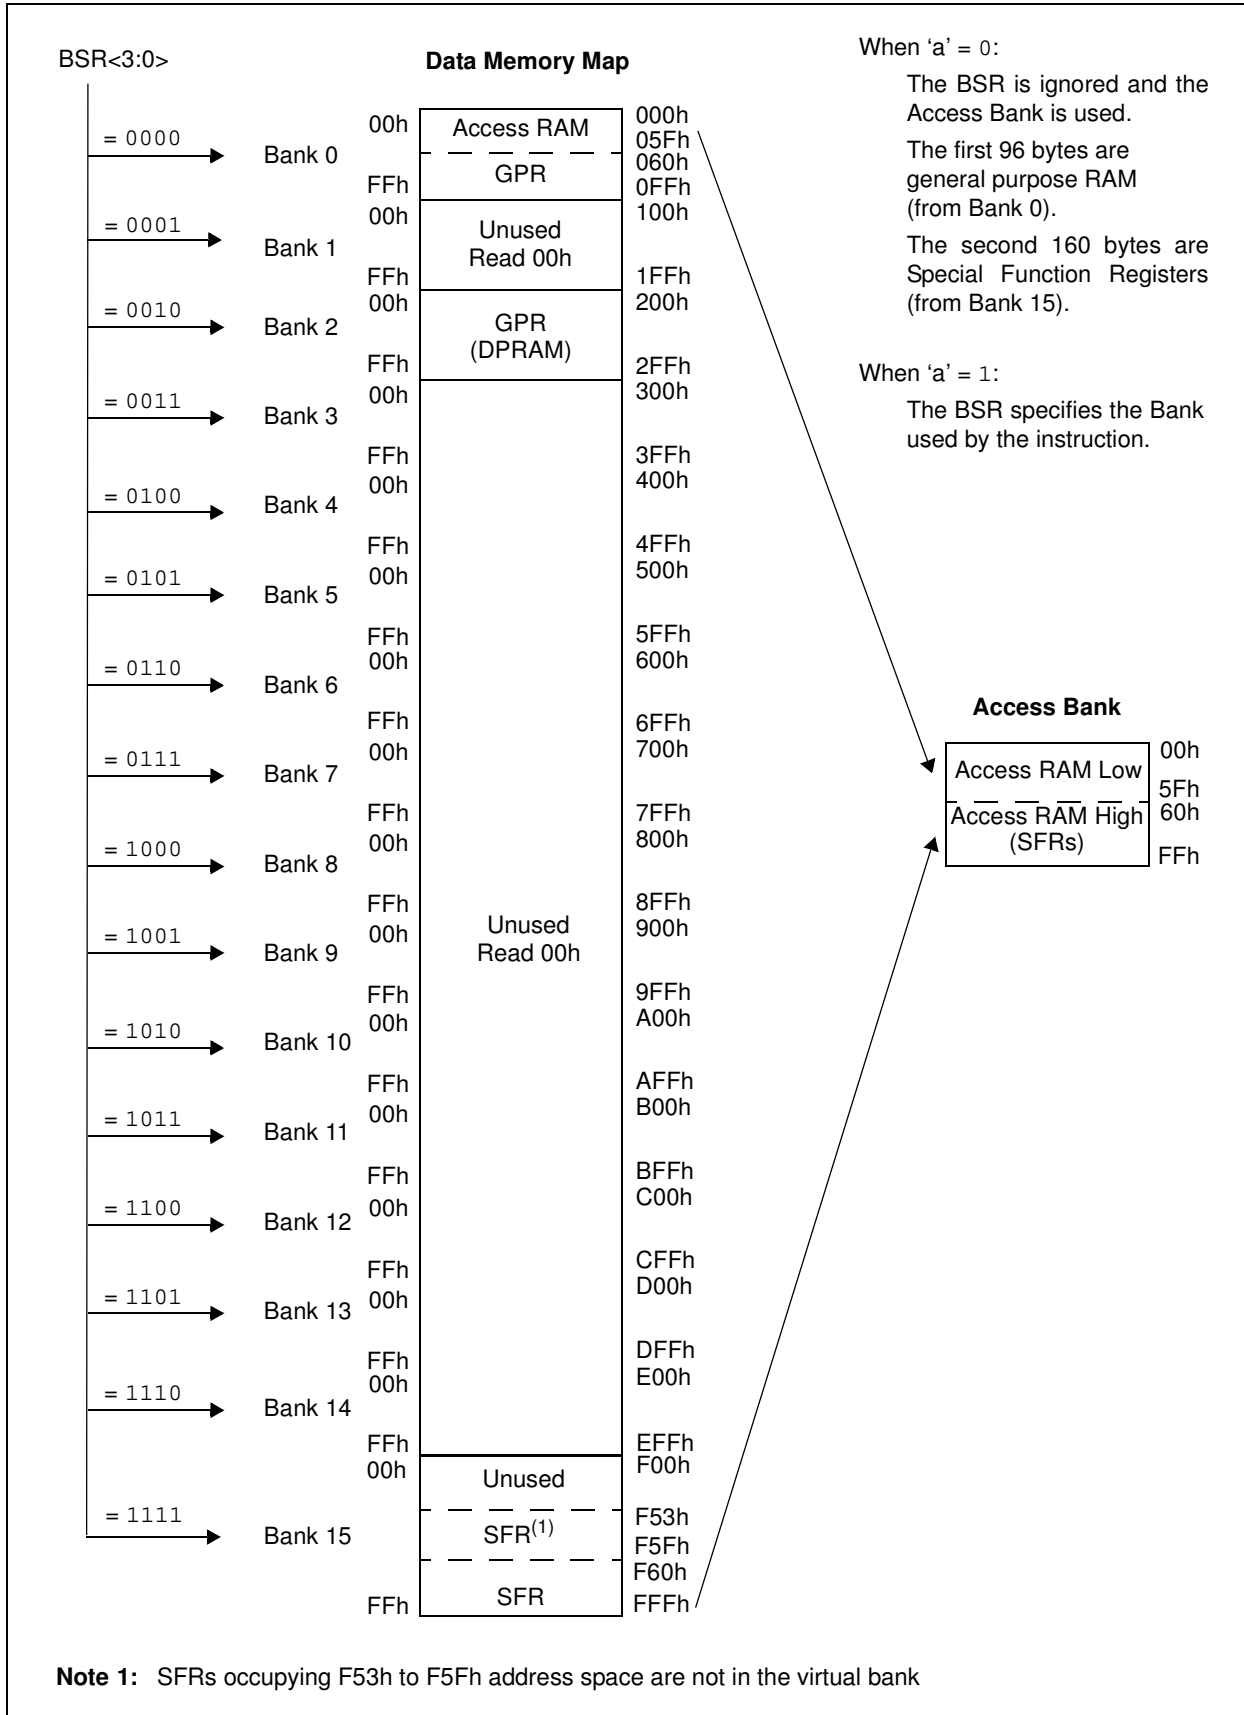 BSR<3:0>
Data Memory Map
When ‘a’ = 0:
The BSR is ignored and the
Access Bank is used.
The first 96 bytes are
general purpose RAM
(from Bank 0).
The second 160 bytes are
Special Function Registers
(from Bank 15).
When ‘a’ = 1:
The BSR specifies the Bank
used by the instruction.
= 0000
Bank 0
00h
FFh
Access RAM
GPR
000h
05Fh
060h
0FFh
= 0001
Bank 1
00h
FFh
Unused
Read 00h
100h
1FFh
= 0010
Bank 2
00h
FFh
GPR
(DPRAM)
200h
2FFh
= 0011
Bank 3
00h
FFh
300h
3FFh
= 0100
Bank 4
00h
FFh
400h
4FFh
= 0101
Bank 5
00h
FFh
500h
5FFh
= 0110
Bank 6
00h
FFh
600h
6FFh
= 0111
Bank 7
00h
FFh
700h
7FFh
= 1000
Bank 8
00h
FFh
800h
8FFh
= 1001
Bank 9
00h
FFh
Unused
Read 00h
900h
9FFh
= 1010
Bank 10
00h
FFh
A00h
AFFh
= 1011
Bank 11
00h
FFh
B00h
BFFh
= 1100
Bank 12
00h
FFh
C00h
CFFh
= 1101
Bank 13
00h
FFh
D00h
DFFh
= 1110
Bank 14
00h
FFh
E00h
EFFh
= 1111
Bank 15
00h
FFh
Unused
SFR(1)
SFR
F00h
F53h
F5Fh
F60h
FFFh
Access Bank
Access RAM Low
Access RAM High
(SFRs)
00h
5Fh
60h
FFh
Note 1: SFRs occupying F53h to F5Fh address space are not in the virtual bank